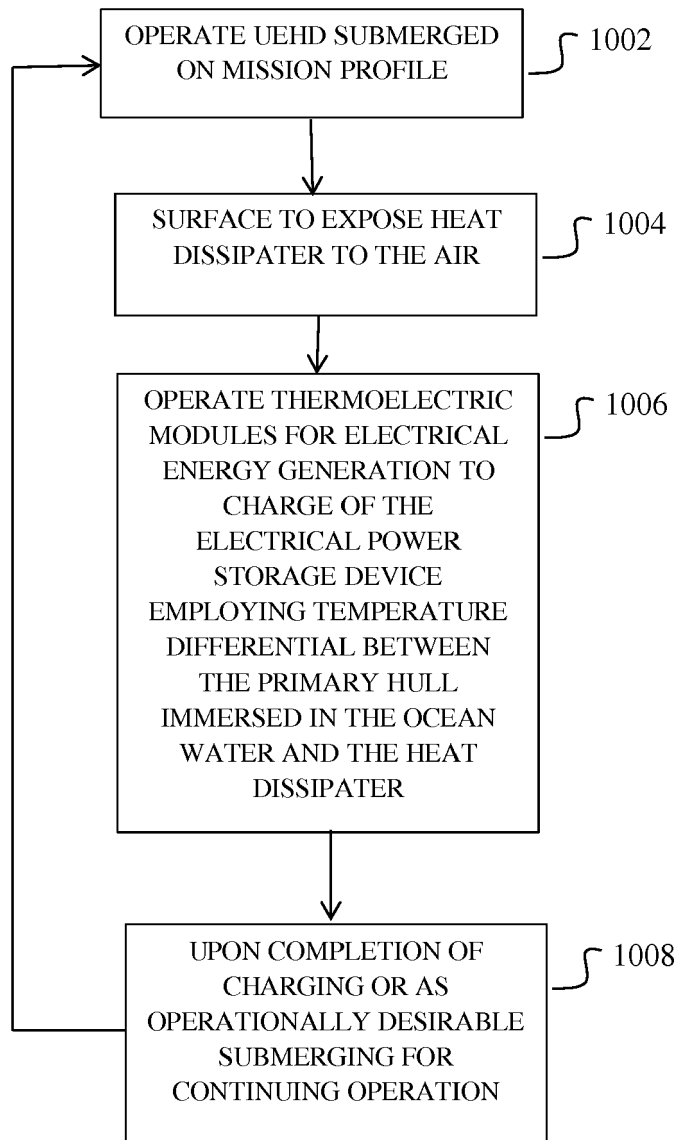 OPERATE UEHD SUBMERGED
ON MISSION PROFILE
1002
SURFACE TO EXPOSE HEAT
DISSIPATER TO THE AIR
1004
OPERATE THERMOELECTRIC
MODULES FOR ELECTRICAL
ENERGY GENERATION TO
CHARGE OF THE
ELECTRICAL POWER
STORAGE DEVICE
EMPLOYING TEMPERATURE
DIFFERENTIAL BETWEEN
THE PRIMARY HULL
IMMERSED IN THE OCEAN
WATER AND THE HEAT
DISSIPATER
1006
UPON COMPLETION OF
CHARGING OR AS
OPERATIONALLY DESIRABLE
SUBMERGING FOR
CONTINUING OPERATION
1008